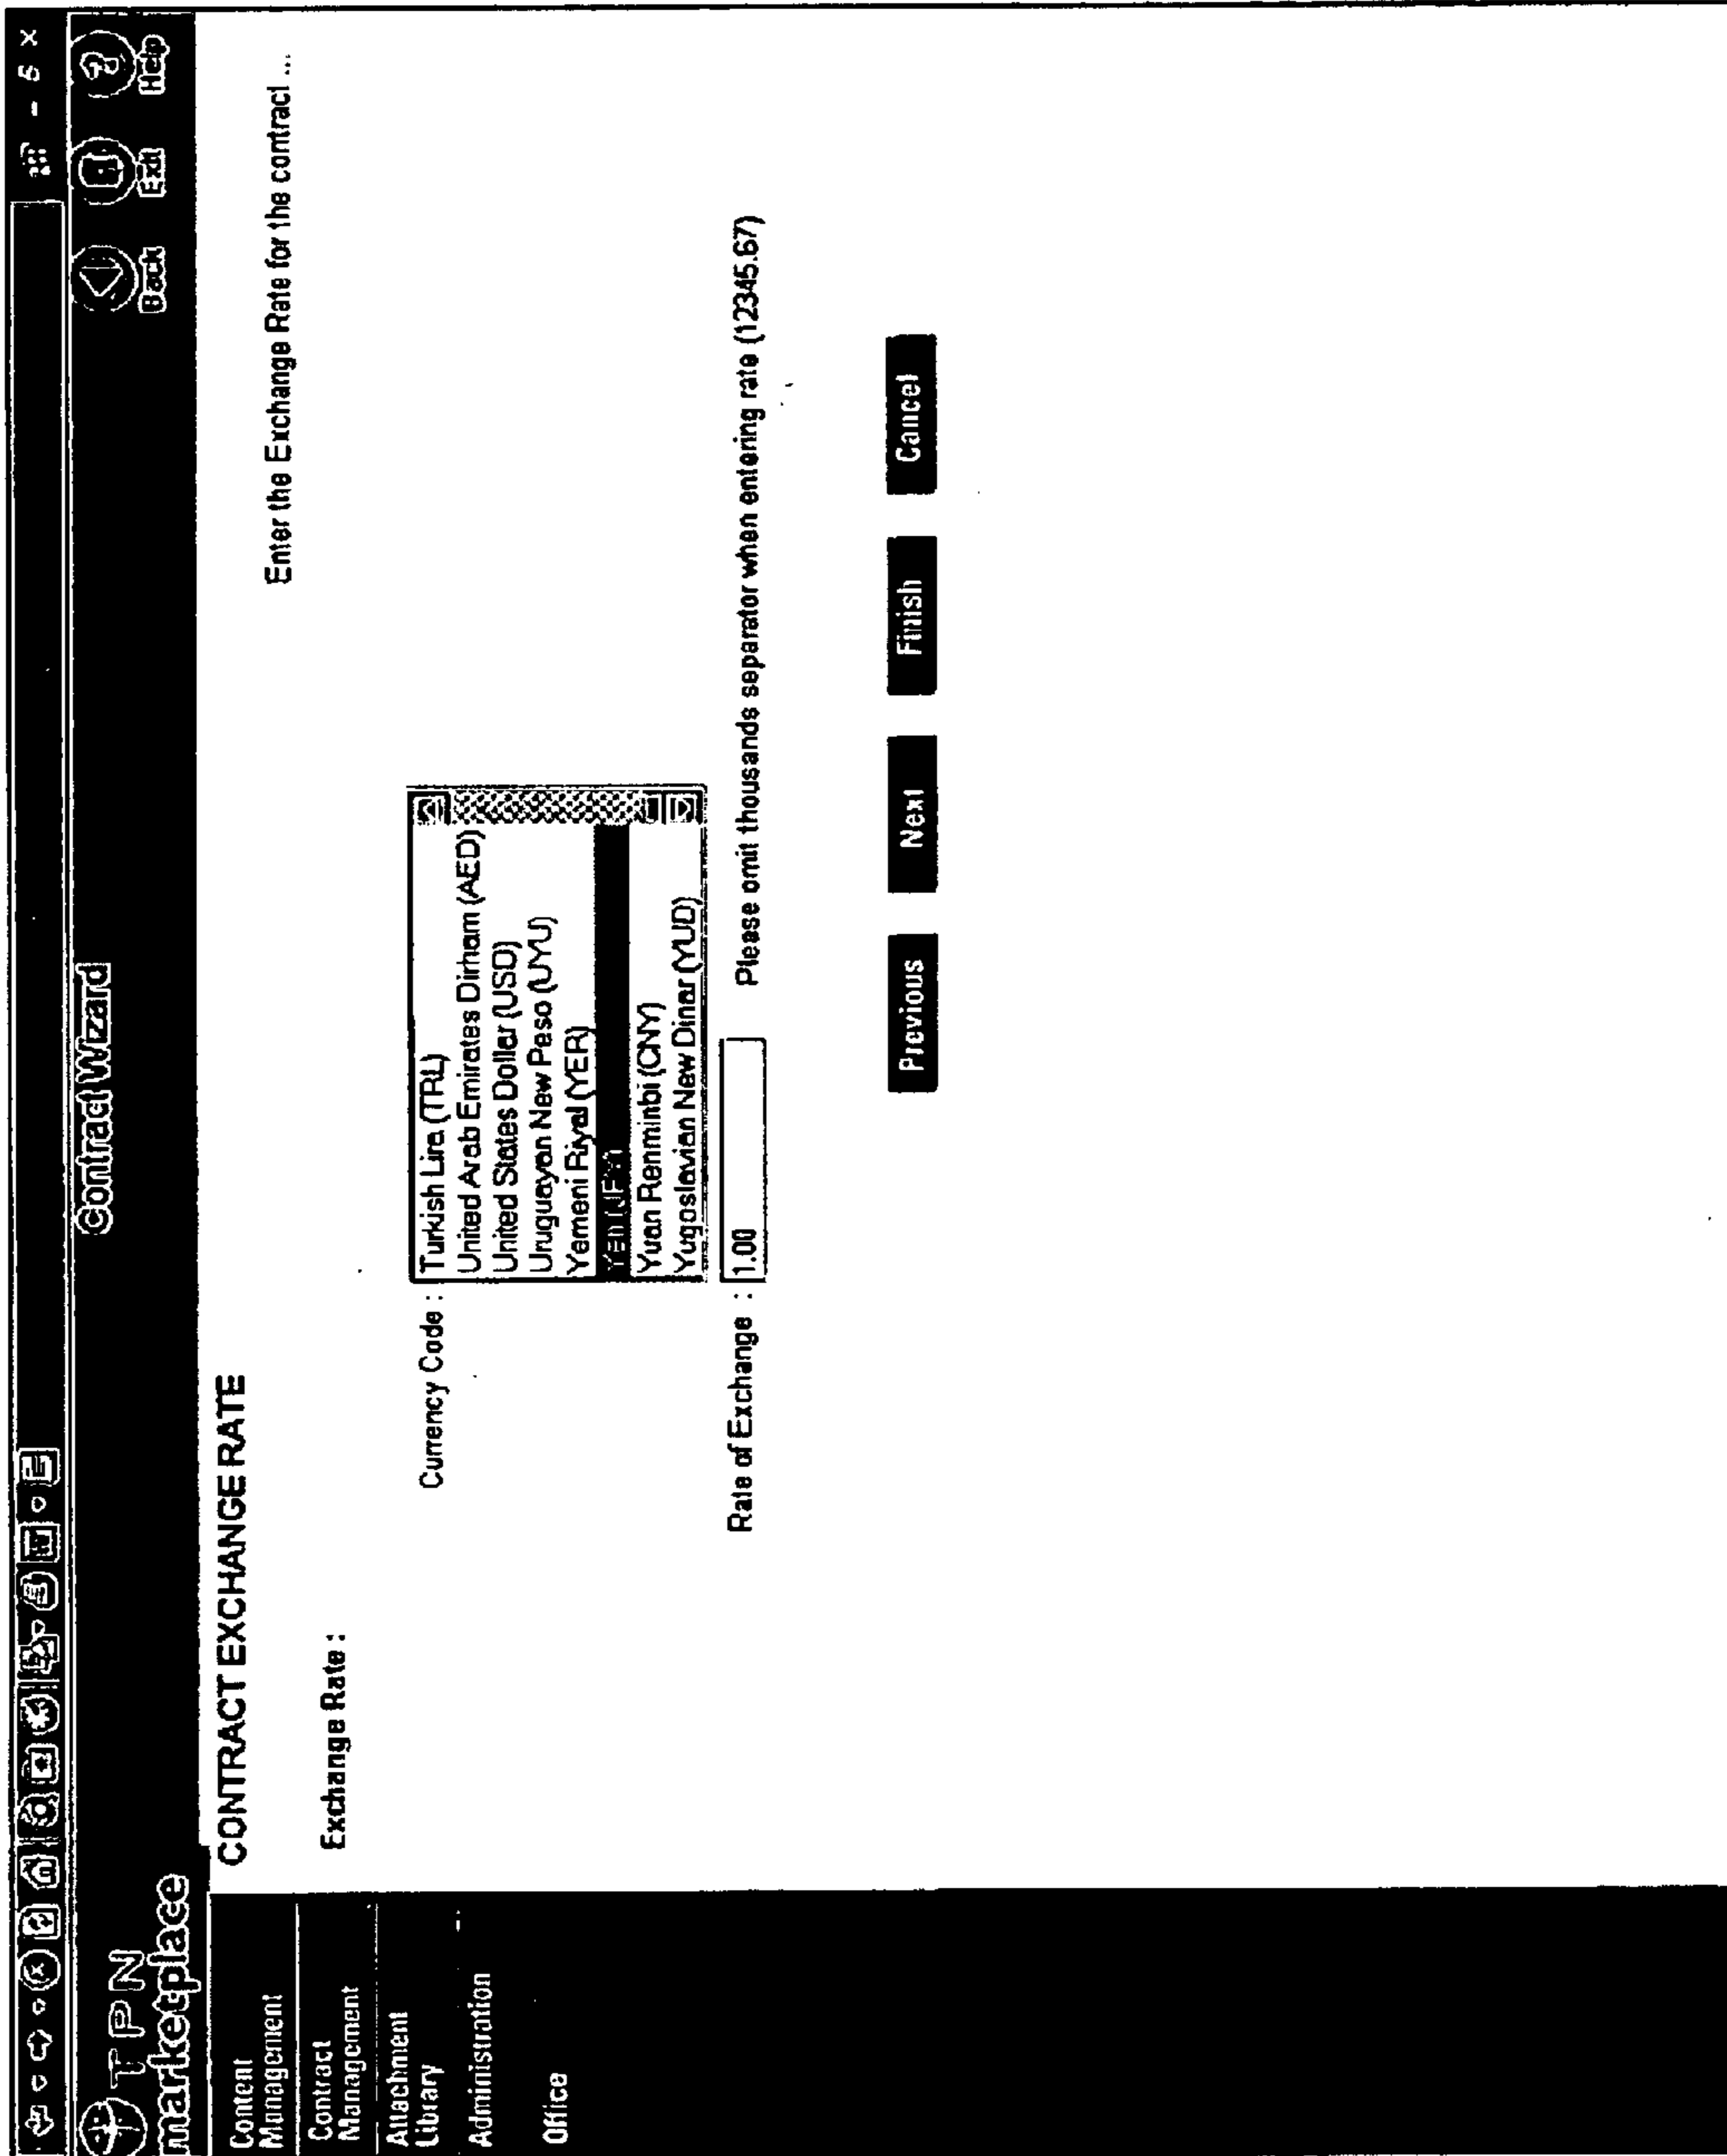 TPN
marketplace
Contract Wizard
Back
Exit
Help
Content
Management
Contract
Management
Attachment
Library
Administration
Office
CONTRACT EXCHANGE RATE
Enter the Exchange Rate for the contract ...
Exchange Rate :
Currency Code :
Turkish Lira (TRL)
United Arab Emirates Dirham (AED)
United States Dollar (USD)
Uruguayan New Peso (UYU)
Yemeni Riyal (YER)
Yen (JPY)
Yuan Renminbi (CNY)
Yugoslavian New Dinar (YUD)
Rate of Exchange : 1.00 Please omit thousands separator when entering rate (12345.67)
Previous Next Finish Cancel